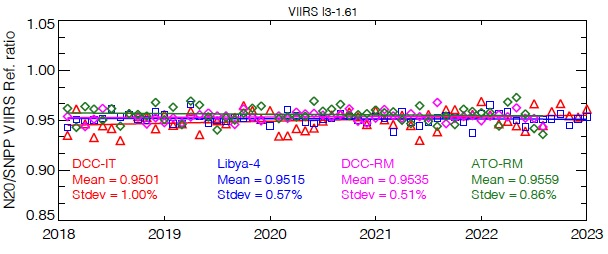 VIIRS I3-1.61
N20/SNPP VIIRS Ref. ratio
1.05
1.00
0.95
0.90
0.85
DCC-IT Libya-4 DCC-RM ATO-RM
Mean = 0.9501 Mean = 0.9515 Mean = 0.9535 Mean = 0.9559
Stdev = 1.00% Stdev = 0.57% Stdev = 0.51% Stdev = 0.86%
2018 2019 2020 2021 2022 2023